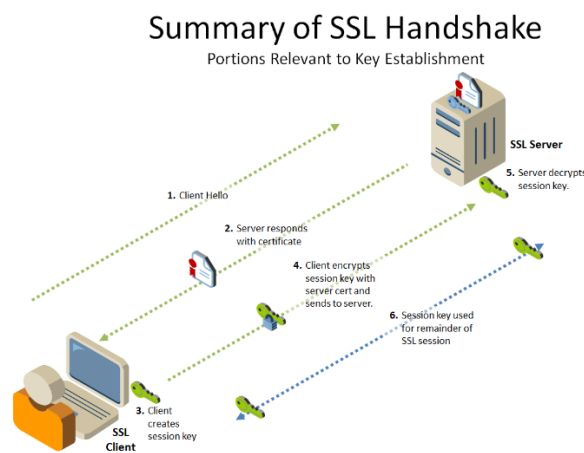 Summary of SSL Handshake
Portions Relevant to Key Establishment
SSL Server
5. Server decrypts
session key.
1. Client Hello
2. Server responds
with certificate
4. Client encrypts
session key with
server cert and
sends to server.
6. Session key used
for remainder of
SSL session
3. Client
creates
session key
SSL
Client